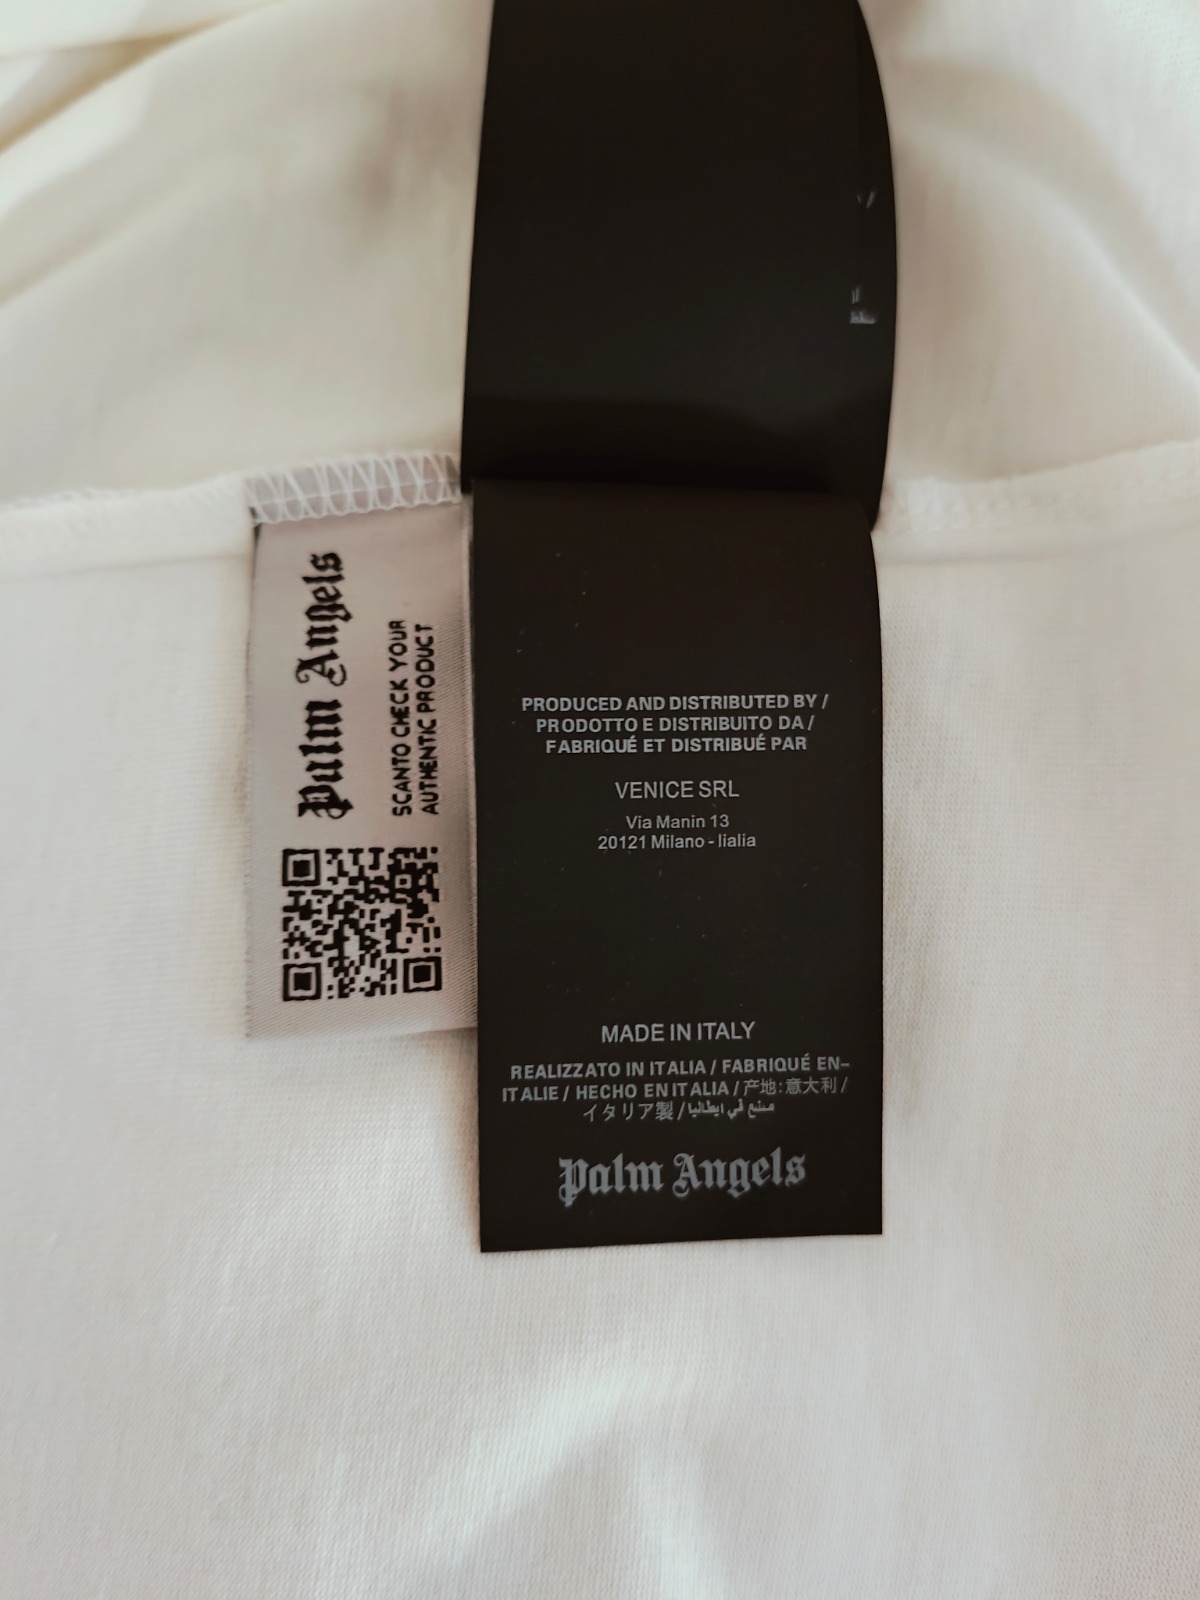 Palm Angels
SCANTO CHECK YOUR
AUTHENTIC PRODUCT
PRODUCED AND DISTRIBUTED BY /
PRODOTTO E DISTRIBUITO DA /
FABRIQUÉ ET DISTRIBUÉ PAR
VENICE SRL
Via Manin 13
20121 Milano - lialia
MADE IN ITALY
REALIZZATO IN ITALIA / FABRIQUÉ EN-
ITALIE / HECHO EN ITALIA / 产地:意大利 /
イタリア製 / صنع في ايطاليا
Palm Angels